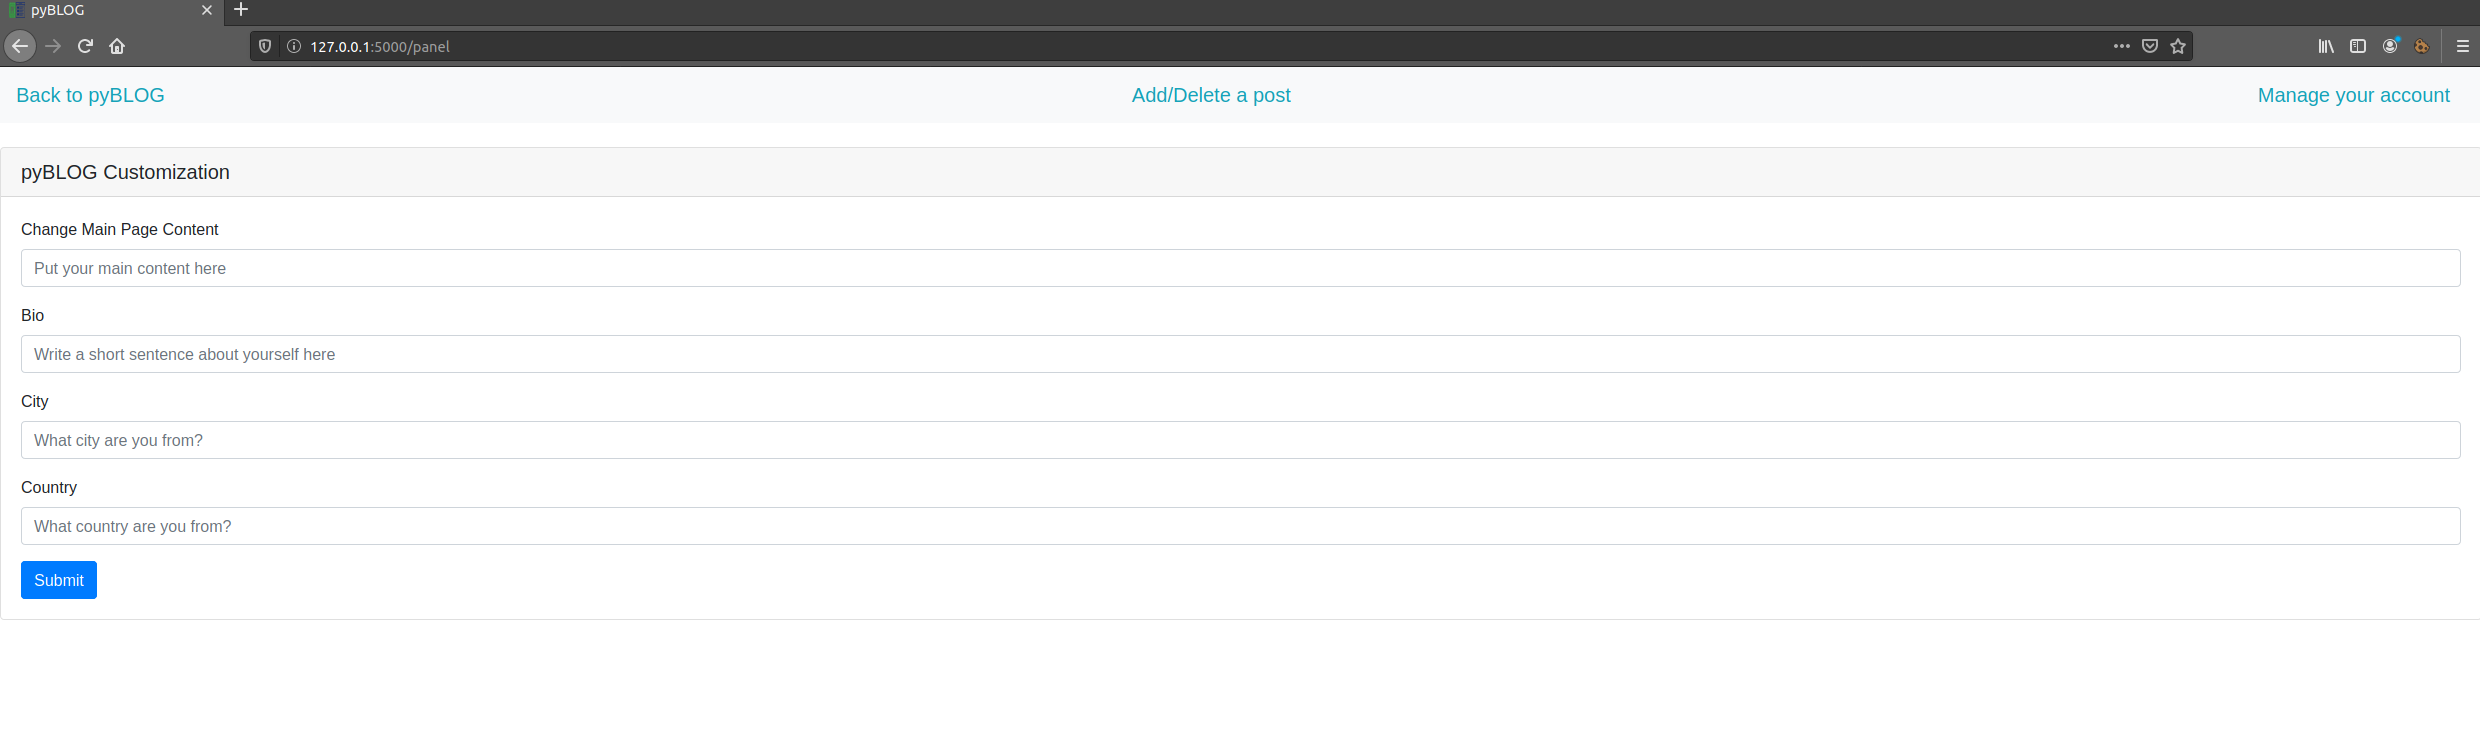 pyBLOG
127.0.0.1:5000/panel
Back to pyBLOG
Add/Delete a post
Manage your account
pyBLOG Customization
Change Main Page Content
Put your main content here
Bio
Write a short sentence about yourself here
City
What city are you from?
Country
What country are you from?
Submit